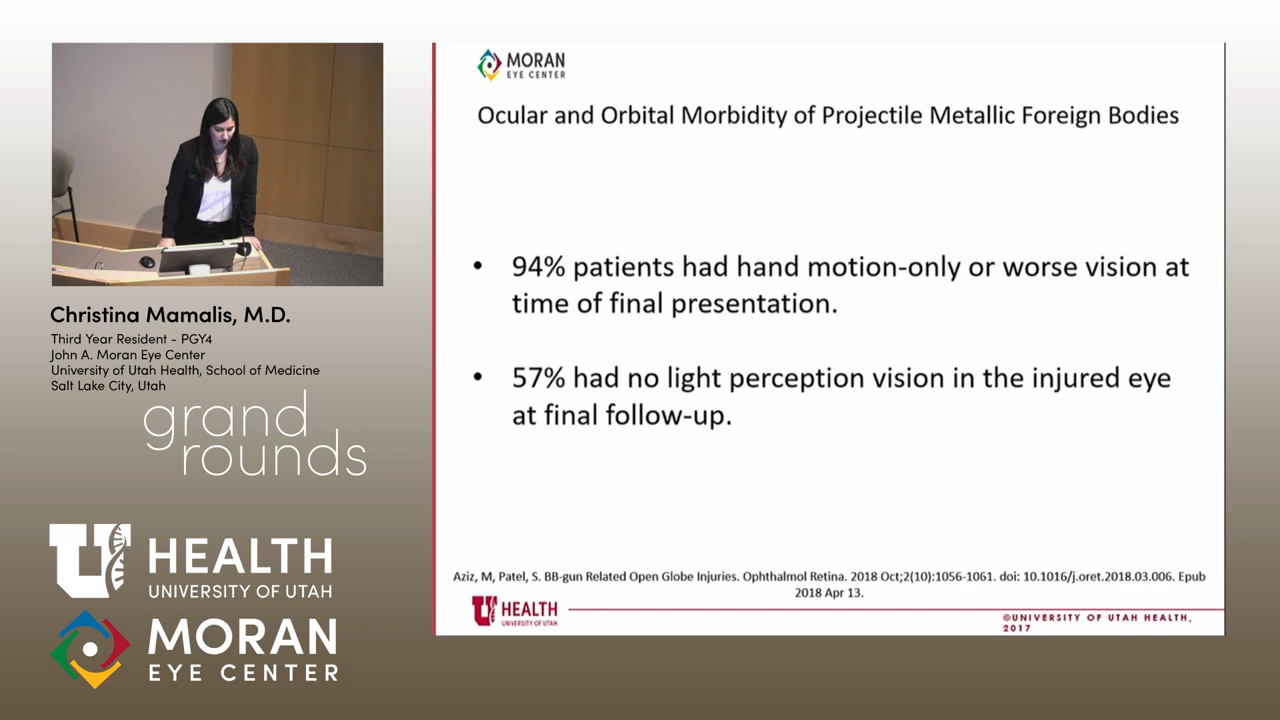 MORAN
EYE CENTER
Ocular and Orbital Morbidity of Projectile Metallic Foreign Bodies
• 94% patients had hand motion-only or worse vision at
time of final presentation.
• 57% had no light perception vision in the injured eye
at final follow-up.
Aziz, M, Patel, S. BB-gun Related Open Globe Injuries. Ophthalmol Retina. 2018 Oct;2(10):1056-1061. doi: 10.1016/j.oret.2018.03.006. Epub
2018 Apr 13.
U HEALTH
UNIVERSITY OF UTAH
©UNIVERSITY OF UTAH HEALTH,
2017
Christina Mamalis, M.D.
Third Year Resident - PGY4
John A. Moran Eye Center
University of Utah Health, School of Medicine
Salt Lake City, Utah
grand
rounds
U HEALTH
UNIVERSITY OF UTAH
MORAN
EYE CENTER